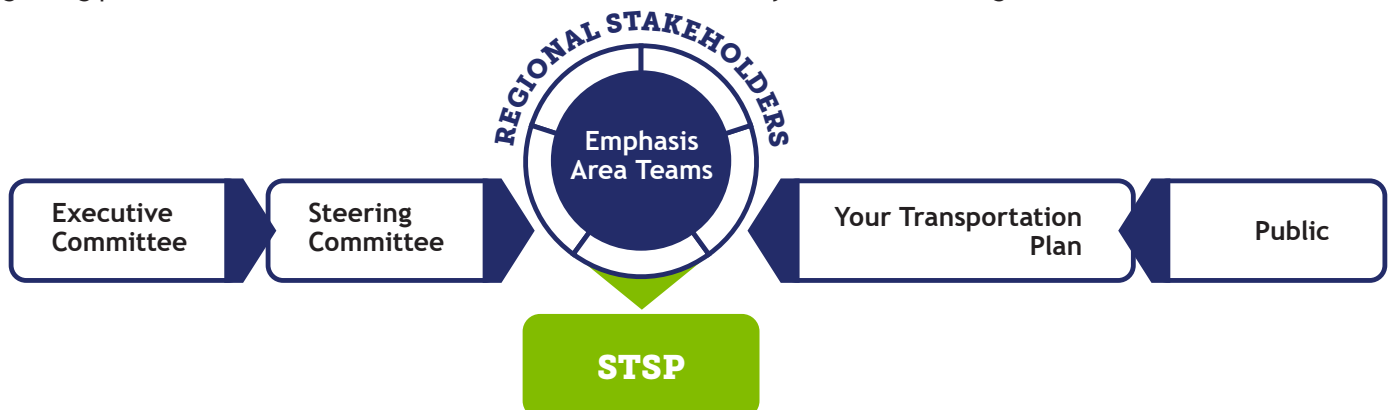 REGIONAL STAKEHOLDERS
Emphasis
Area Teams
Executive
Committee
Steering
Committee
Your Transportation
Plan
Public
STSP